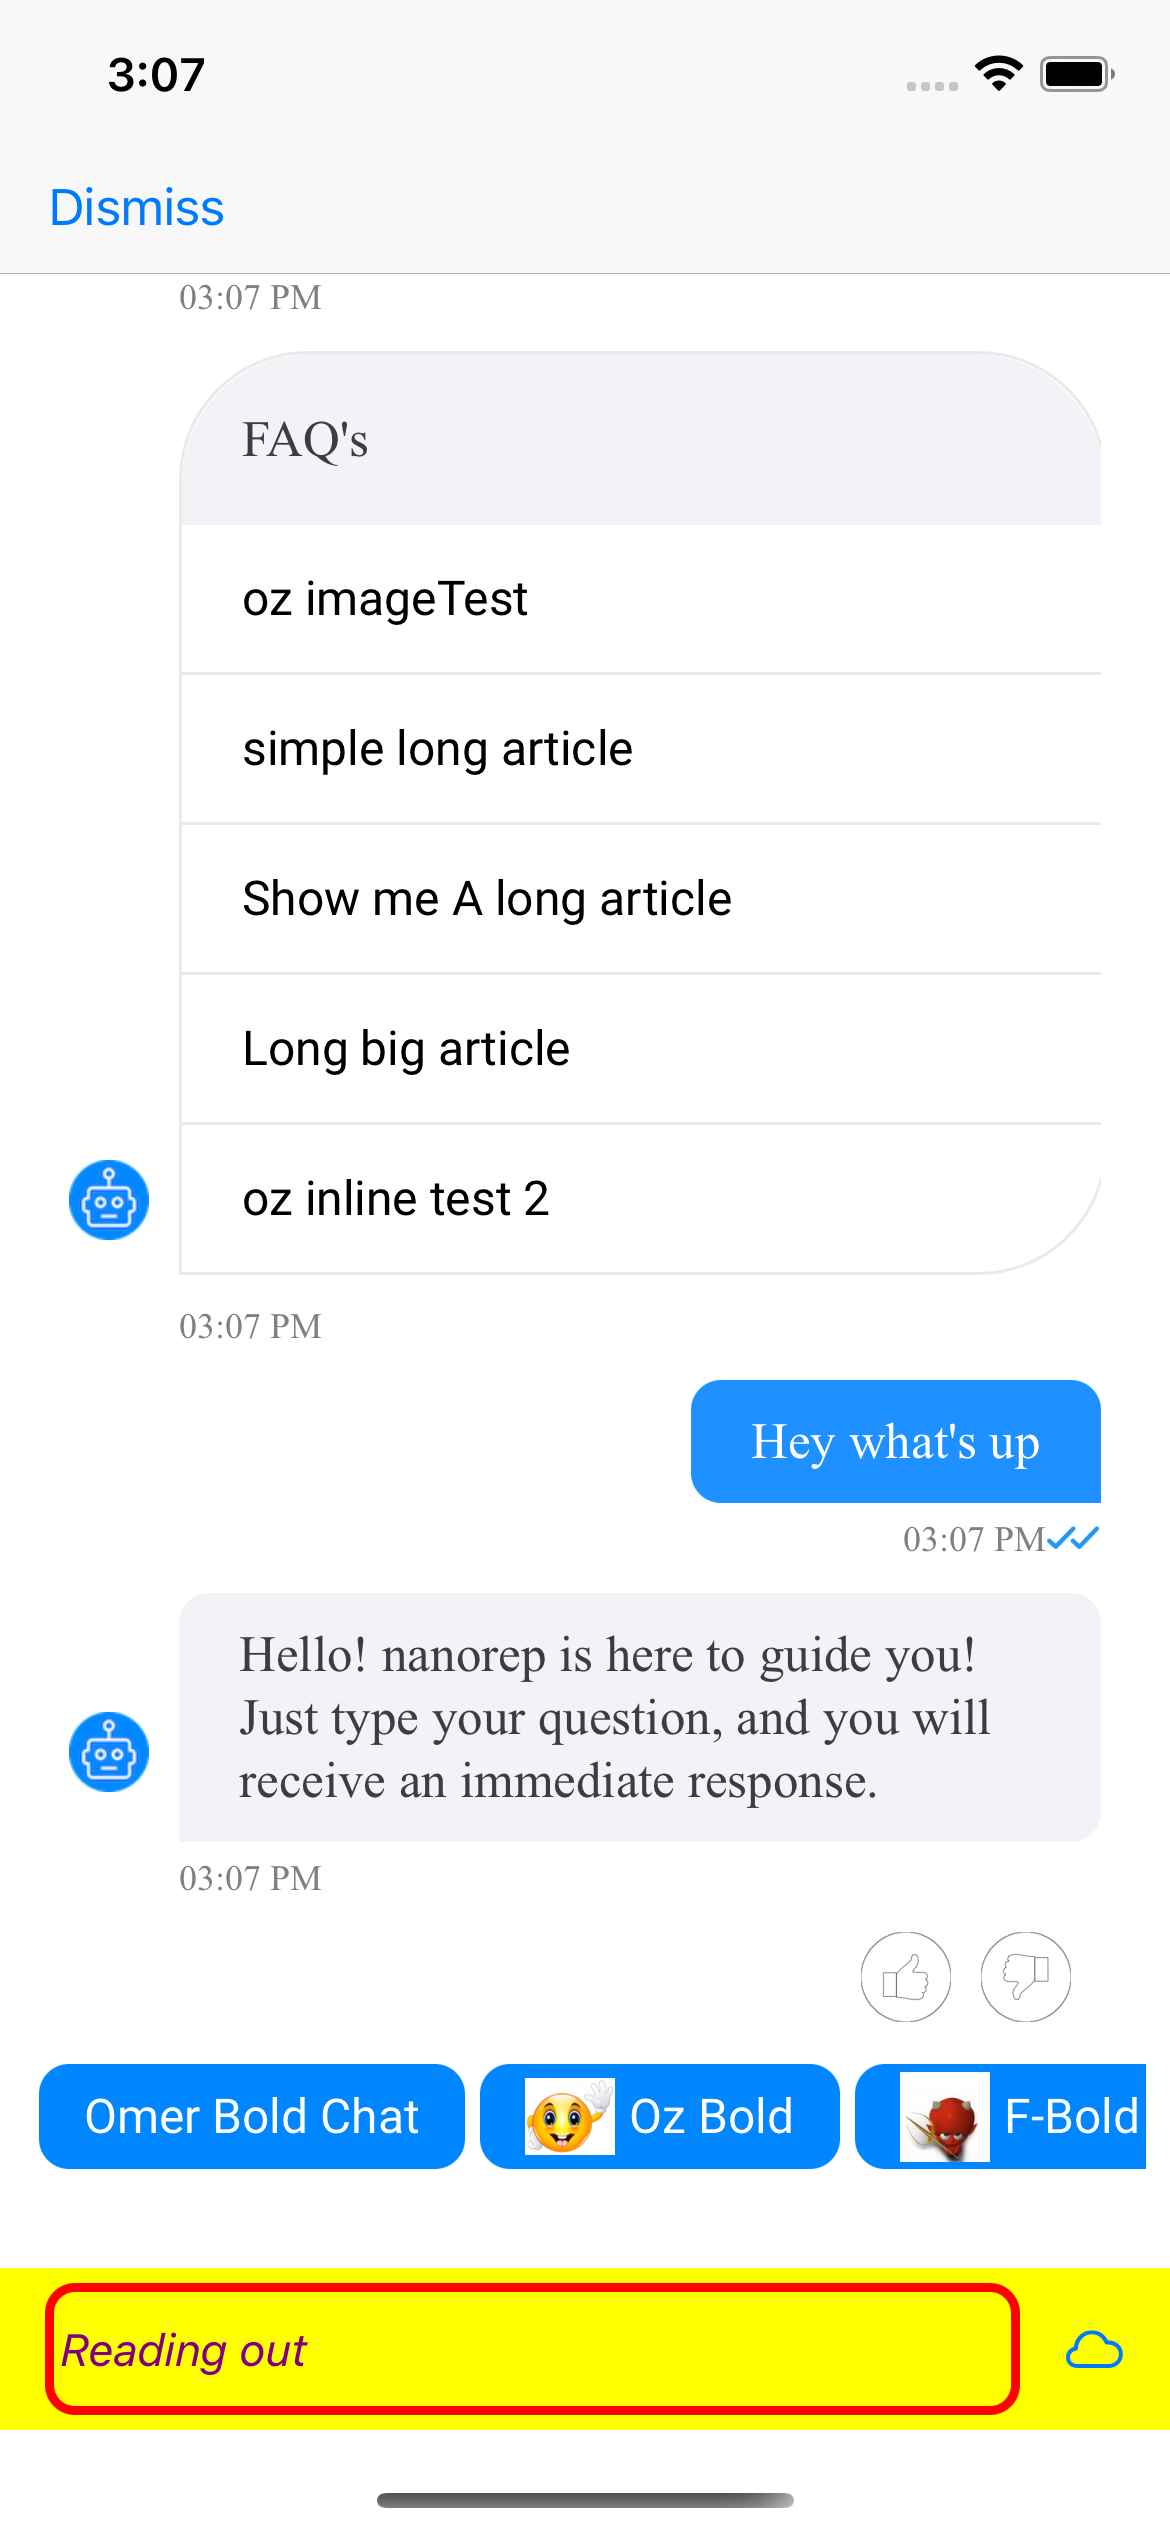 3:07
Dismiss
03:07 PM
FAQ's
oz imageTest
simple long article
Show me A long article
Long big article
oz inline test 2
03:07 PM
Hey what's up
03:07 PM
Hello! nanorep is here to guide you!
Just type your question, and you will
receive an immediate response.
03:07 PM
Omer Bold Chat
Oz Bold
F-Bold
Reading out